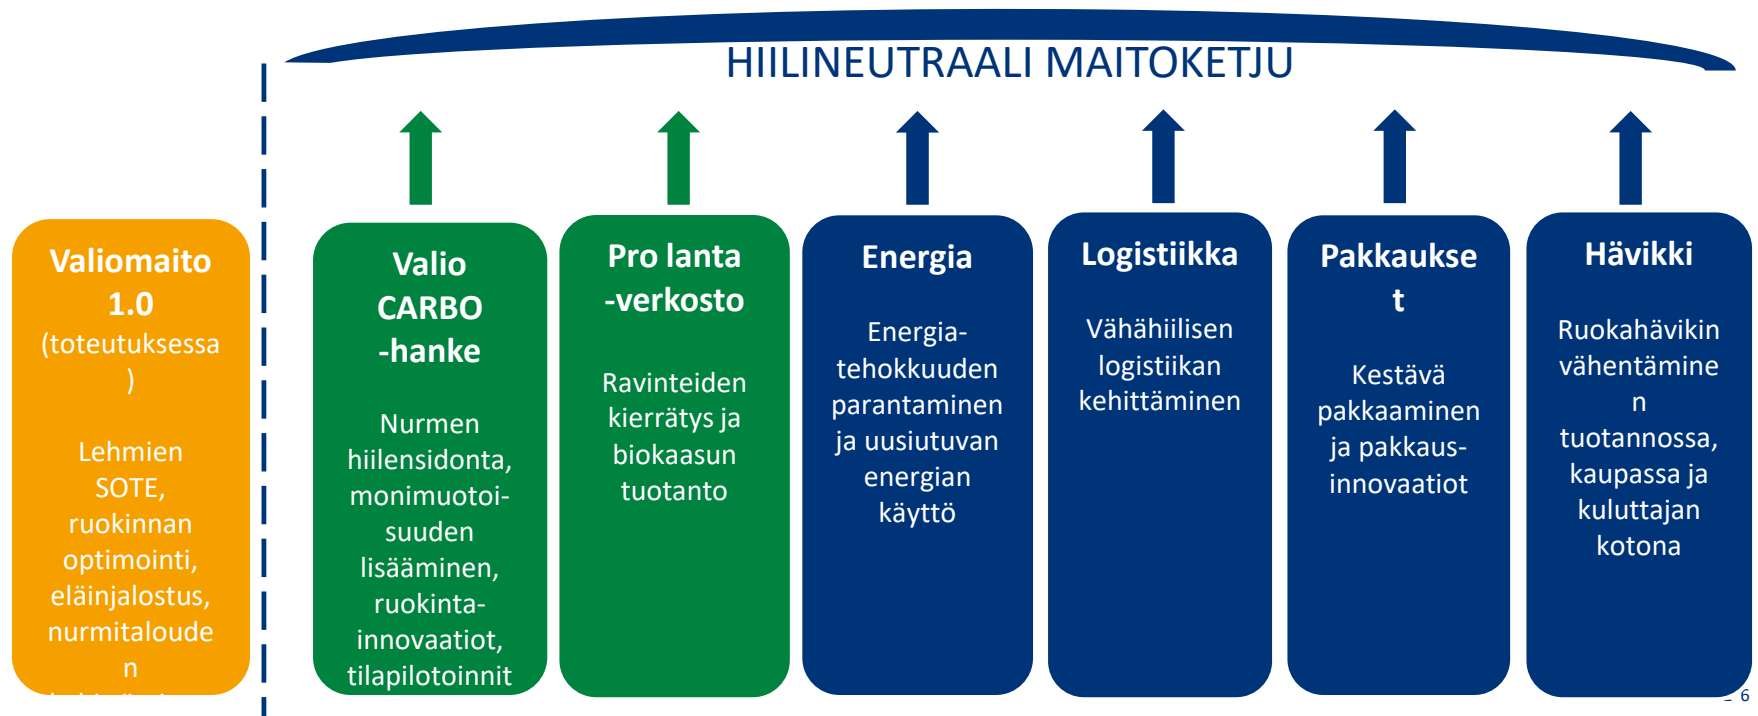 HIILINEUTRAALI MAITOKETJU
Valiomaito
1.0
(toteutuksessa
)
Lehmien
SOTE,
ruokinnan
optimointi,
eläinjalostus,
nurmitaloude
n
Valio
CARBO
-hanke
Nurmen
hiilensidonta,
monimuotoi-
suuden
lisääminen,
ruokinta-
innovaatiot,
tilapilotoinnit
Pro lanta
-verkosto
Ravinteiden
kierrätys ja
biokaasun
tuotanto
Energia
Energia-
tehokkuuden
parantaminen
ja uusiutuvan
energian
käyttö
Logistiikka
Vähähiilisen
logistiikan
kehittäminen
Pakkaukse
t
Kestävä
pakkaaminen
ja pakkaus-
innovaatiot
Hävikki
Ruokahävikin
vähentämine
n
tuotannossa,
kaupassa ja
kuluttajan
kotona
6